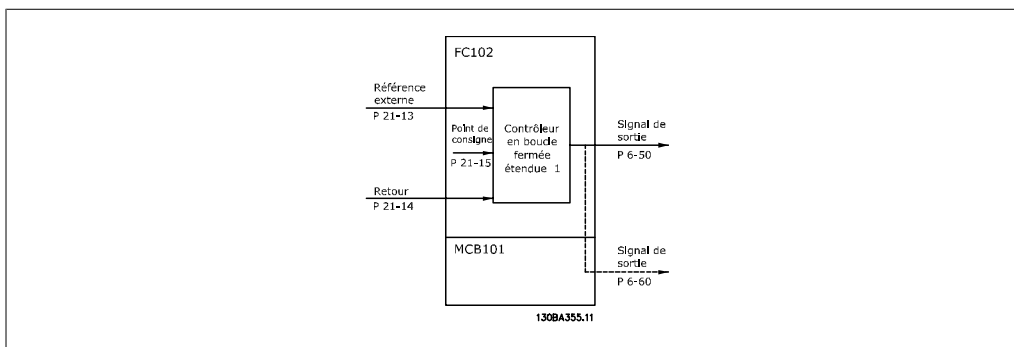 FC102
Référence
externe
P 21-13
Point de
consigne
P 21-15
Contrôleur
en boucle
fermée
étendue 1
Signal de
sortie
P 6-50
Retour
P 21-14
MCB101
Signal de
sortie
P 6-60
130BA355.11